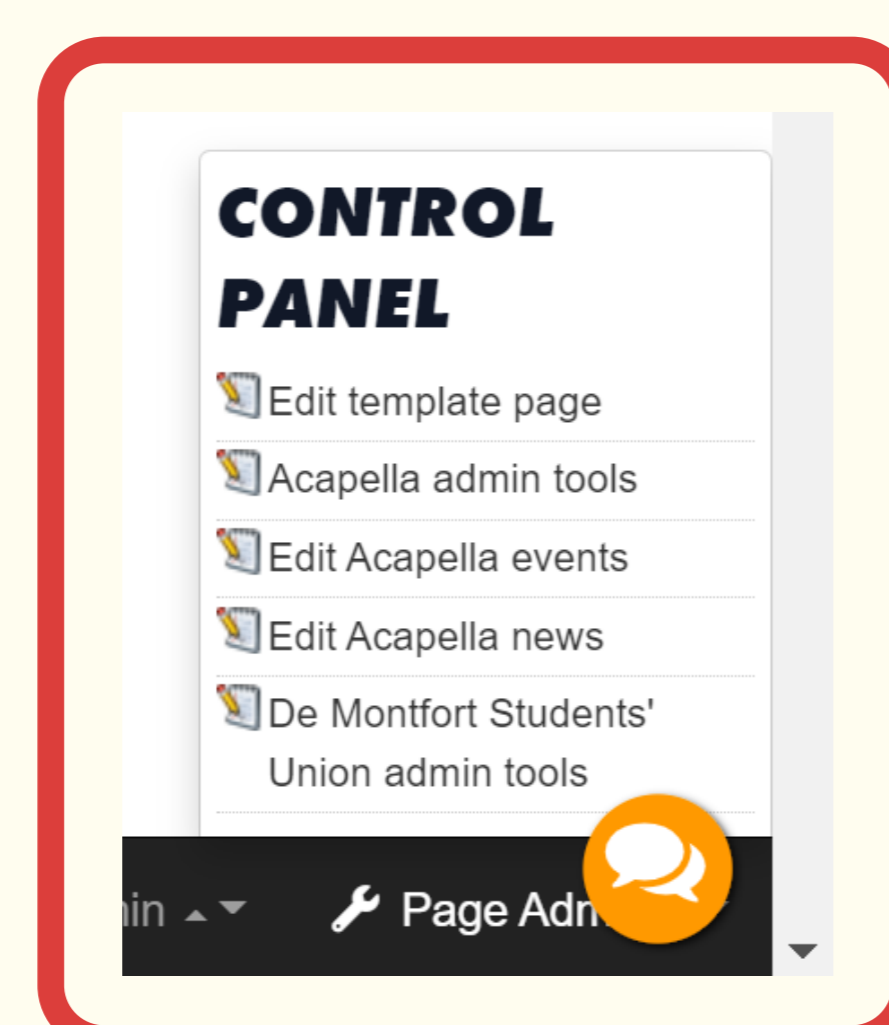 CONTROL
PANEL
Edit template page
Acapella admin tools
Edit Acapella events
Edit Acapella news
De Montfort Students'
Union admin tools
Page